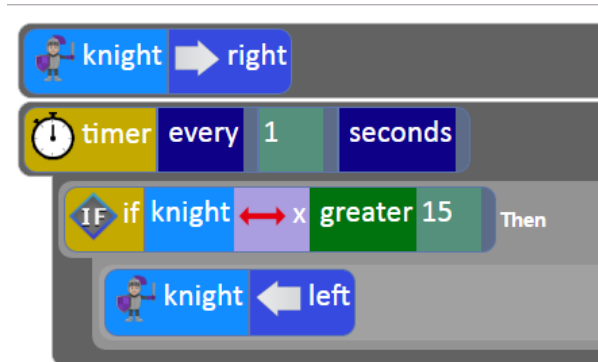 knight right
timer every 1 seconds
IF if knight x greater 15 Then
knight left